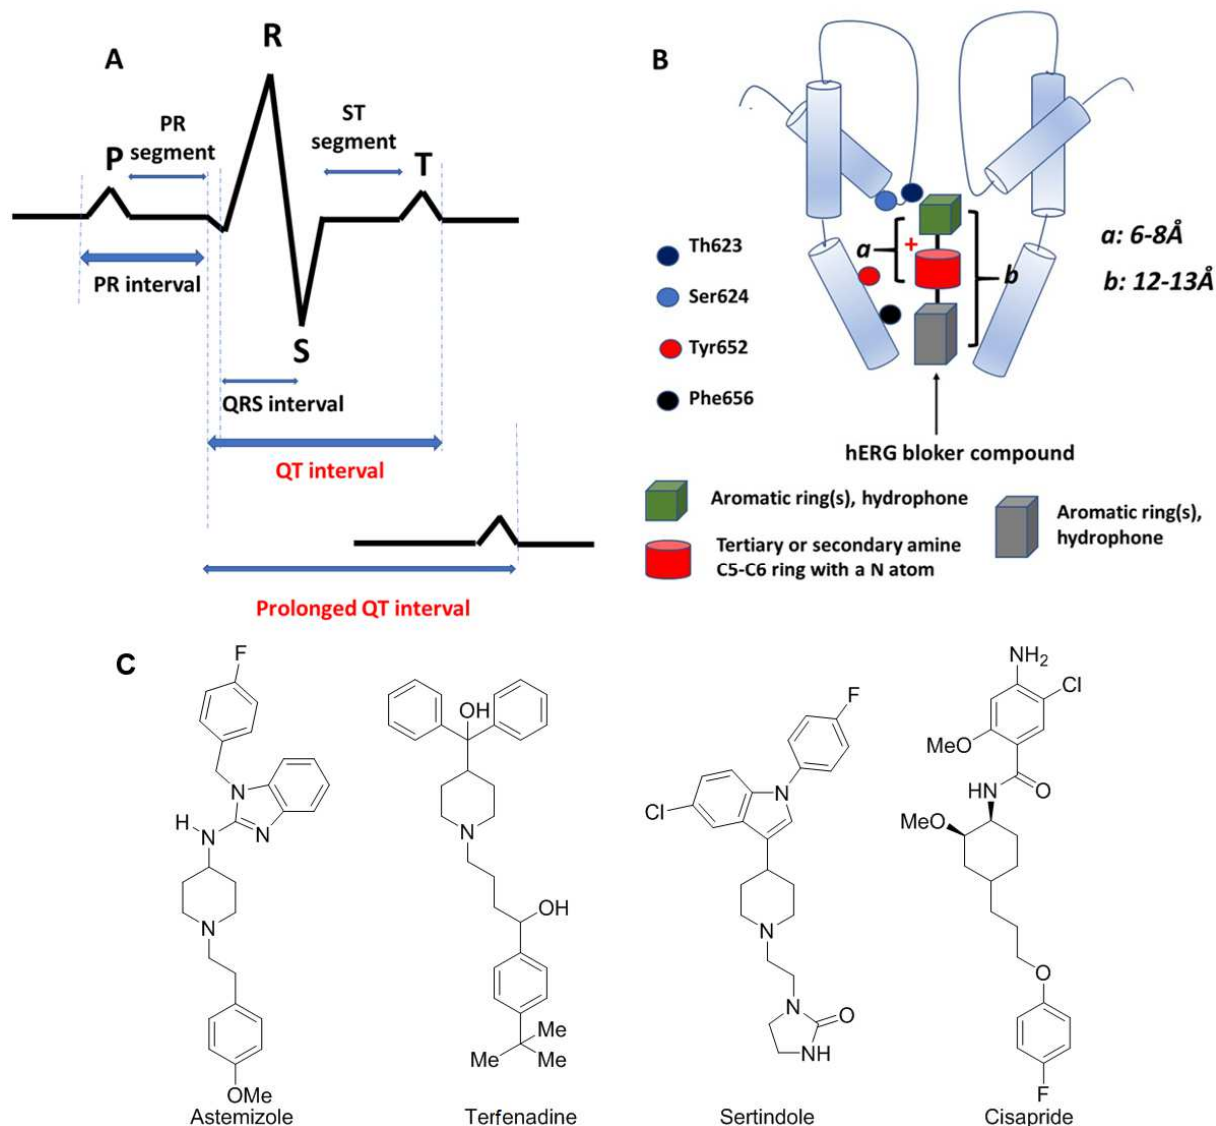 A
R
PR
segment
P
ST
segment
T
PR interval
S
QRS interval
QT interval
Prolonged QT interval
B
Th623
Ser624
Tyr652
Phe656
a
+
b
a: 6-8Å
b: 12-13Å
hERG bloker compound
Aromatic ring(s), hydrophone
Tertiary or secondary amine
C5-C6 ring with a N atom
Aromatic ring(s),
hydrophone
C
F
N
N
H
N
N
OMe
Astemizole
OH
N
OH
Me
Me
Me
Terfenadine
F
N
Cl
N
N
O
NH
Sertindole
NH2
Cl
MeO
HN
O
MeO
O
F
Cisapride